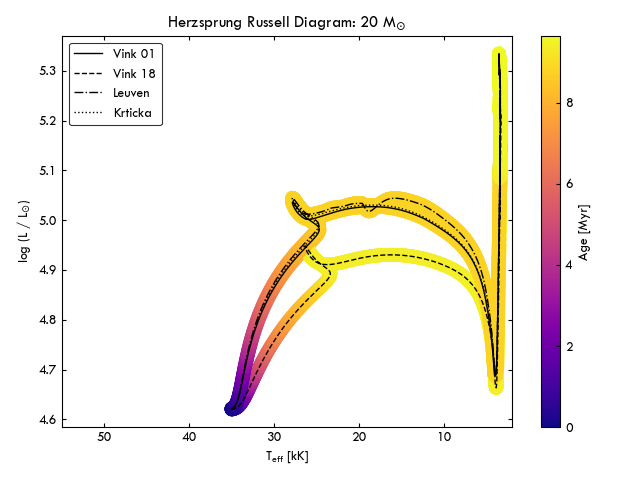 Herzsprung Russell Diagram: 20 M☉
Vink 01
Vink 18
Leuven
Krticka
5.3
5.2
5.1
5.0
4.9
4.8
4.7
4.6
log (L / L☉)
50
40
30
20
10
T_eff [kK]
8
6
4
2
0
Age [Myr]